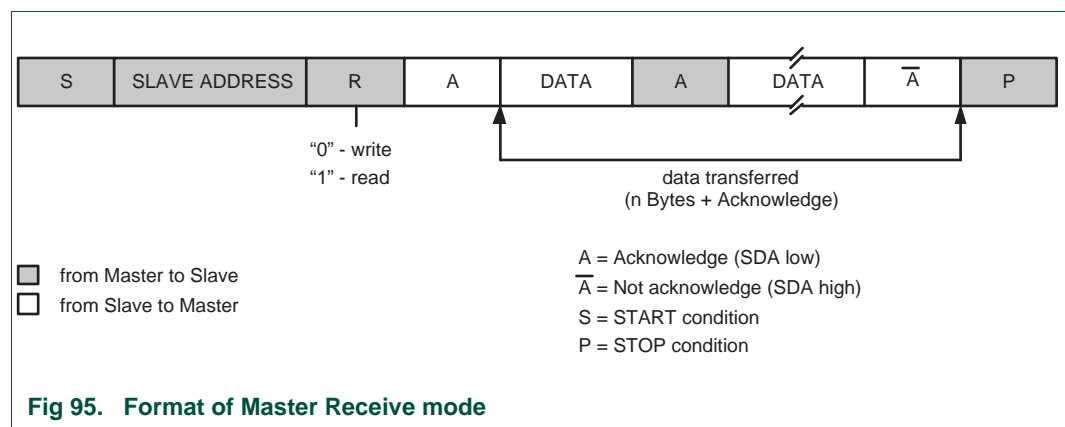 S SLAVE ADDRESS R A DATA A DATA A̅ P
“0” - write
“1” - read
data transferred
(n Bytes + Acknowledge)
from Master to Slave
from Slave to Master
A = Acknowledge (SDA low)
A̅ = Not acknowledge (SDA high)
S = START condition
P = STOP condition
Fig 95. Format of Master Receive mode